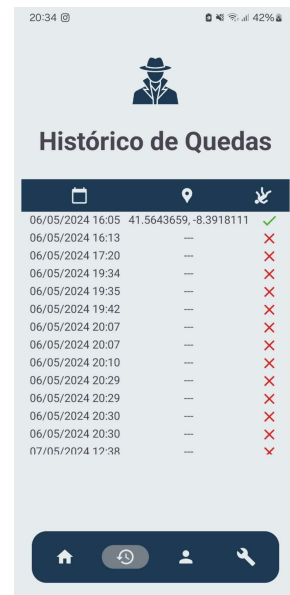 20:34 42%
Histórico de Quedas
06/05/2024 16:05 41.5643659, -8.3918111
06/05/2024 16:13 ---
06/05/2024 17:20 ---
06/05/2024 19:34 ---
06/05/2024 19:35 ---
06/05/2024 19:42 ---
06/05/2024 20:07 ---
06/05/2024 20:07 ---
06/05/2024 20:10 ---
06/05/2024 20:29 ---
06/05/2024 20:29 ---
06/05/2024 20:30 ---
06/05/2024 20:30 ---
07/05/2024 12:38 ---